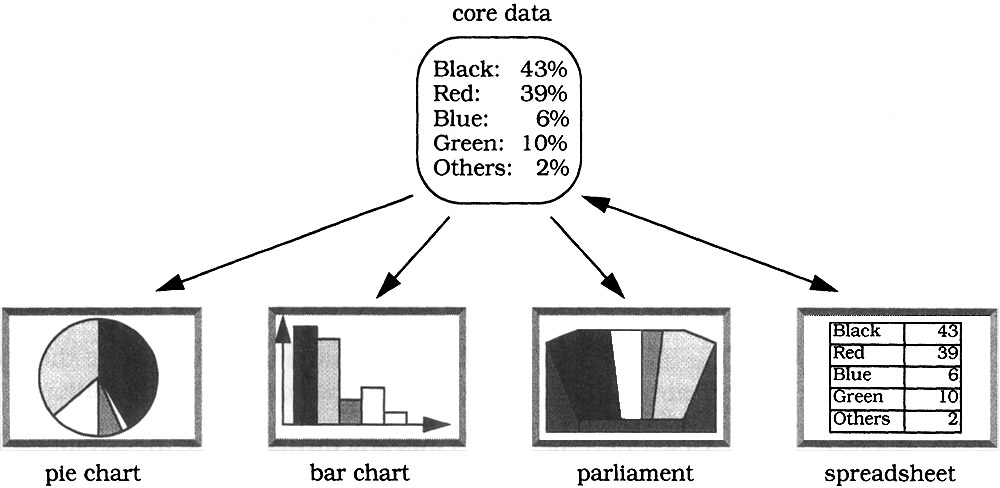 core data
Black: 43%
Red: 39%
Blue: 6%
Green: 10%
Others: 2%
Black 43
Red 39
Blue 6
Green 10
Others 2
pie chart bar chart parliament spreadsheet